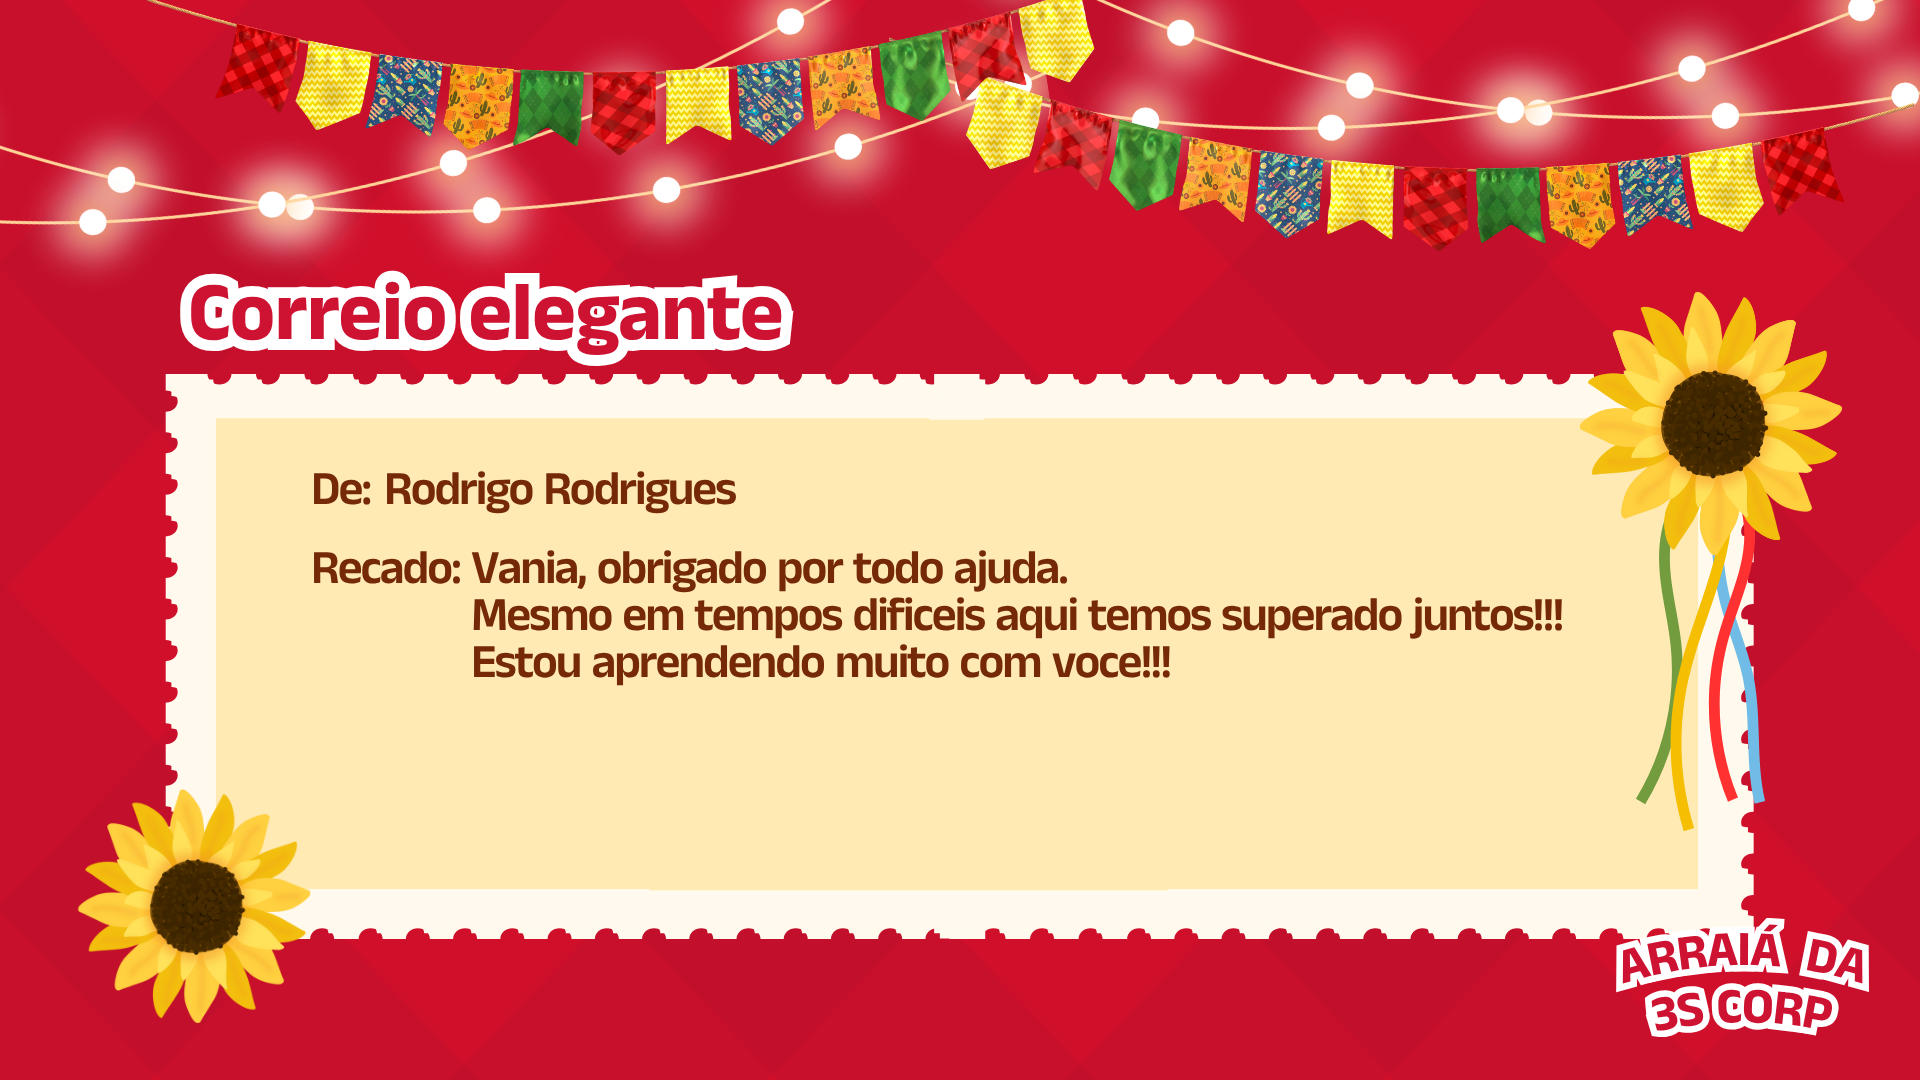 Correio elegante
De: Rodrigo Rodrigues
Recado: Vania, obrigado por todo ajuda.
Mesmo em tempos dificeis aqui temos superado juntos!!!
Estou aprendendo muito com voce!!!
ARRAIÁ DA
3S CORP